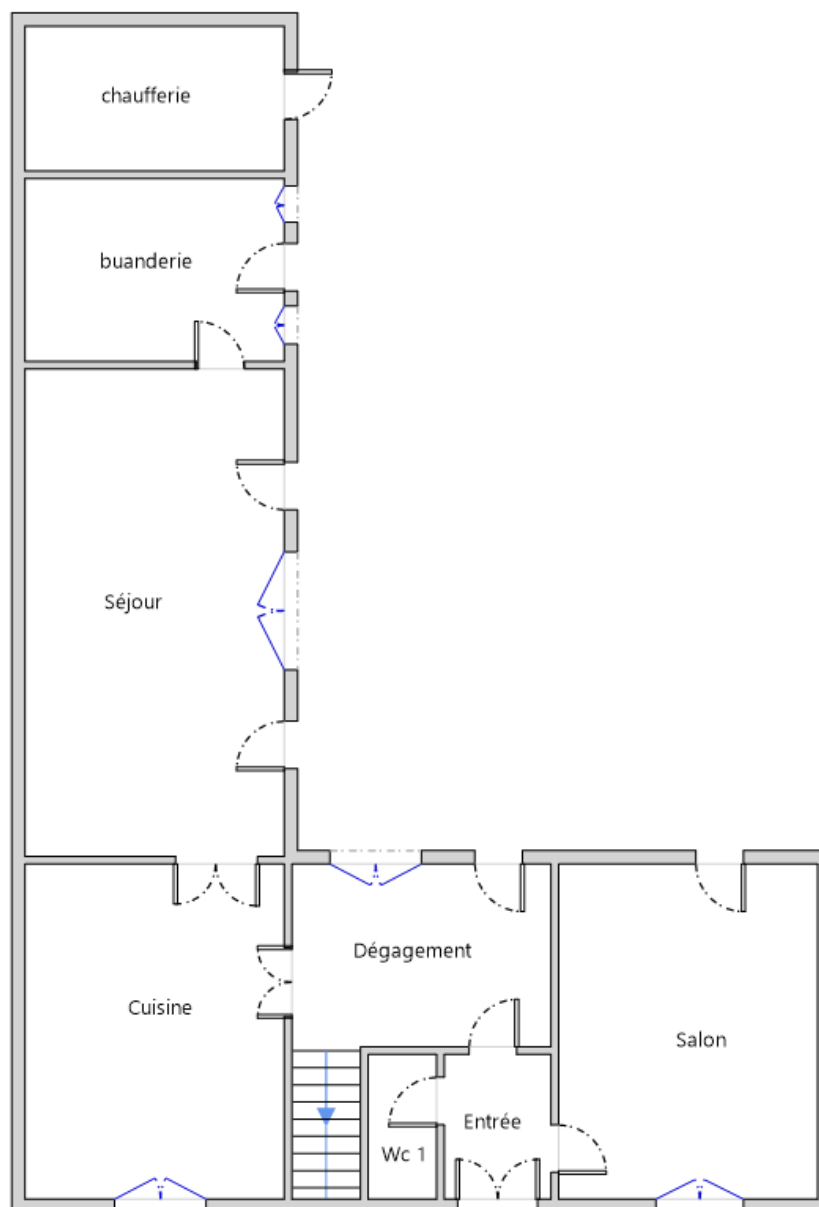 chaufferie
buanderie
Séjour
Dégagement
Cuisine
Salon
Entrée
Wc 1